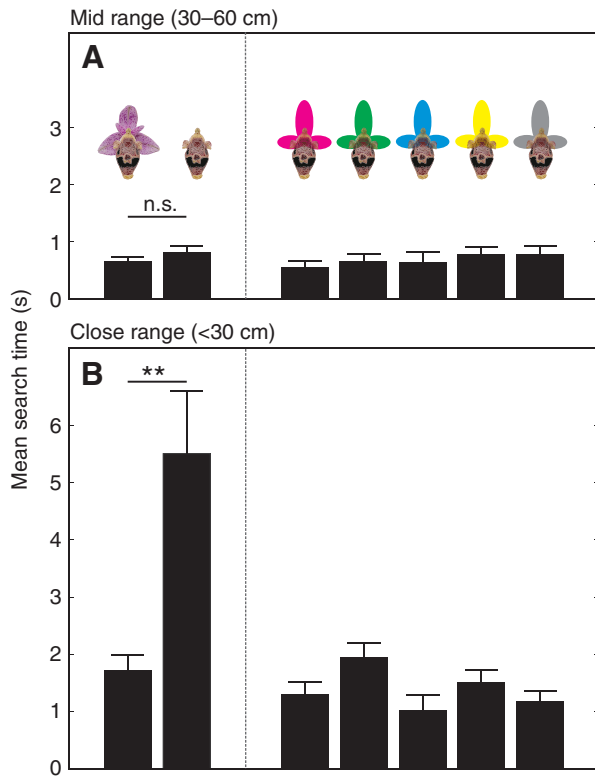 Mid range (30–60 cm)
A
3
2
n.s.
1
0
Mean search time (s)
Close range (<30 cm)
B
**
6
5
4
3
2
1
0